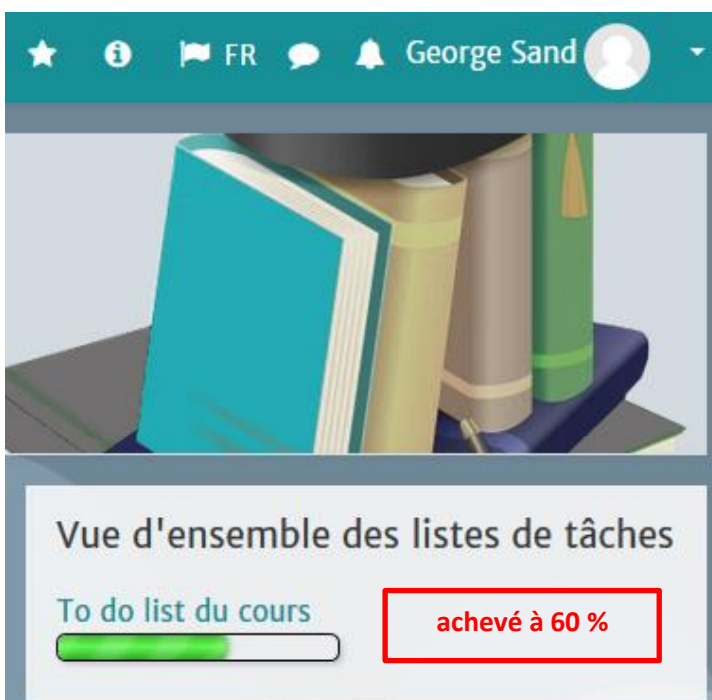 FR George Sand
Vue d'ensemble des listes de tâches
To do list du cours
achevé à 60 %